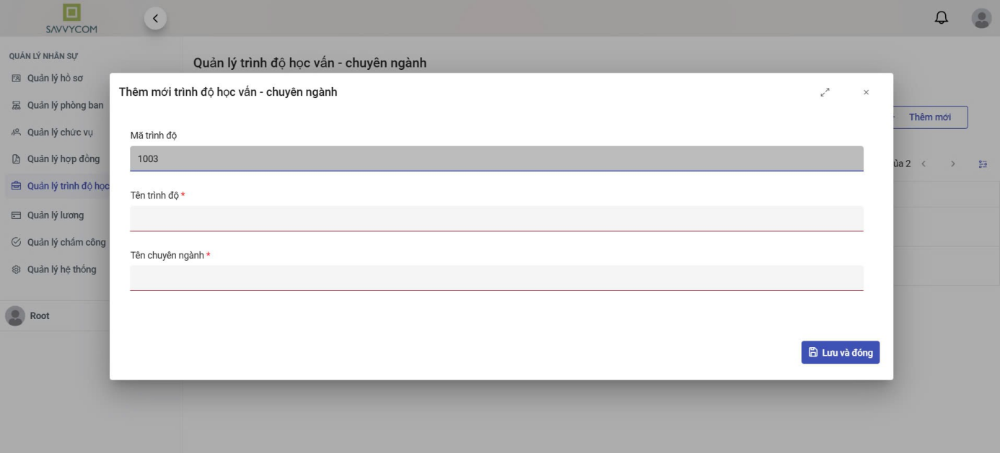 SAVVYCOM
QUẢN LÝ NHÂN SỰ
Quản lý hồ sơ
Quản lý phòng ban
Quản lý chức vụ
Quản lý hợp đồng
Quản lý trình độ học
Quản lý lương
Quản lý chấm công
Quản lý hệ thống
Root
Quản lý trình độ học vấn - chuyên ngành
Thêm mới
của 2
Thêm mới trình độ học vấn - chuyên ngành
Mã trình độ
1003
Tên trình độ *
Tên chuyên ngành *
Lưu và đóng